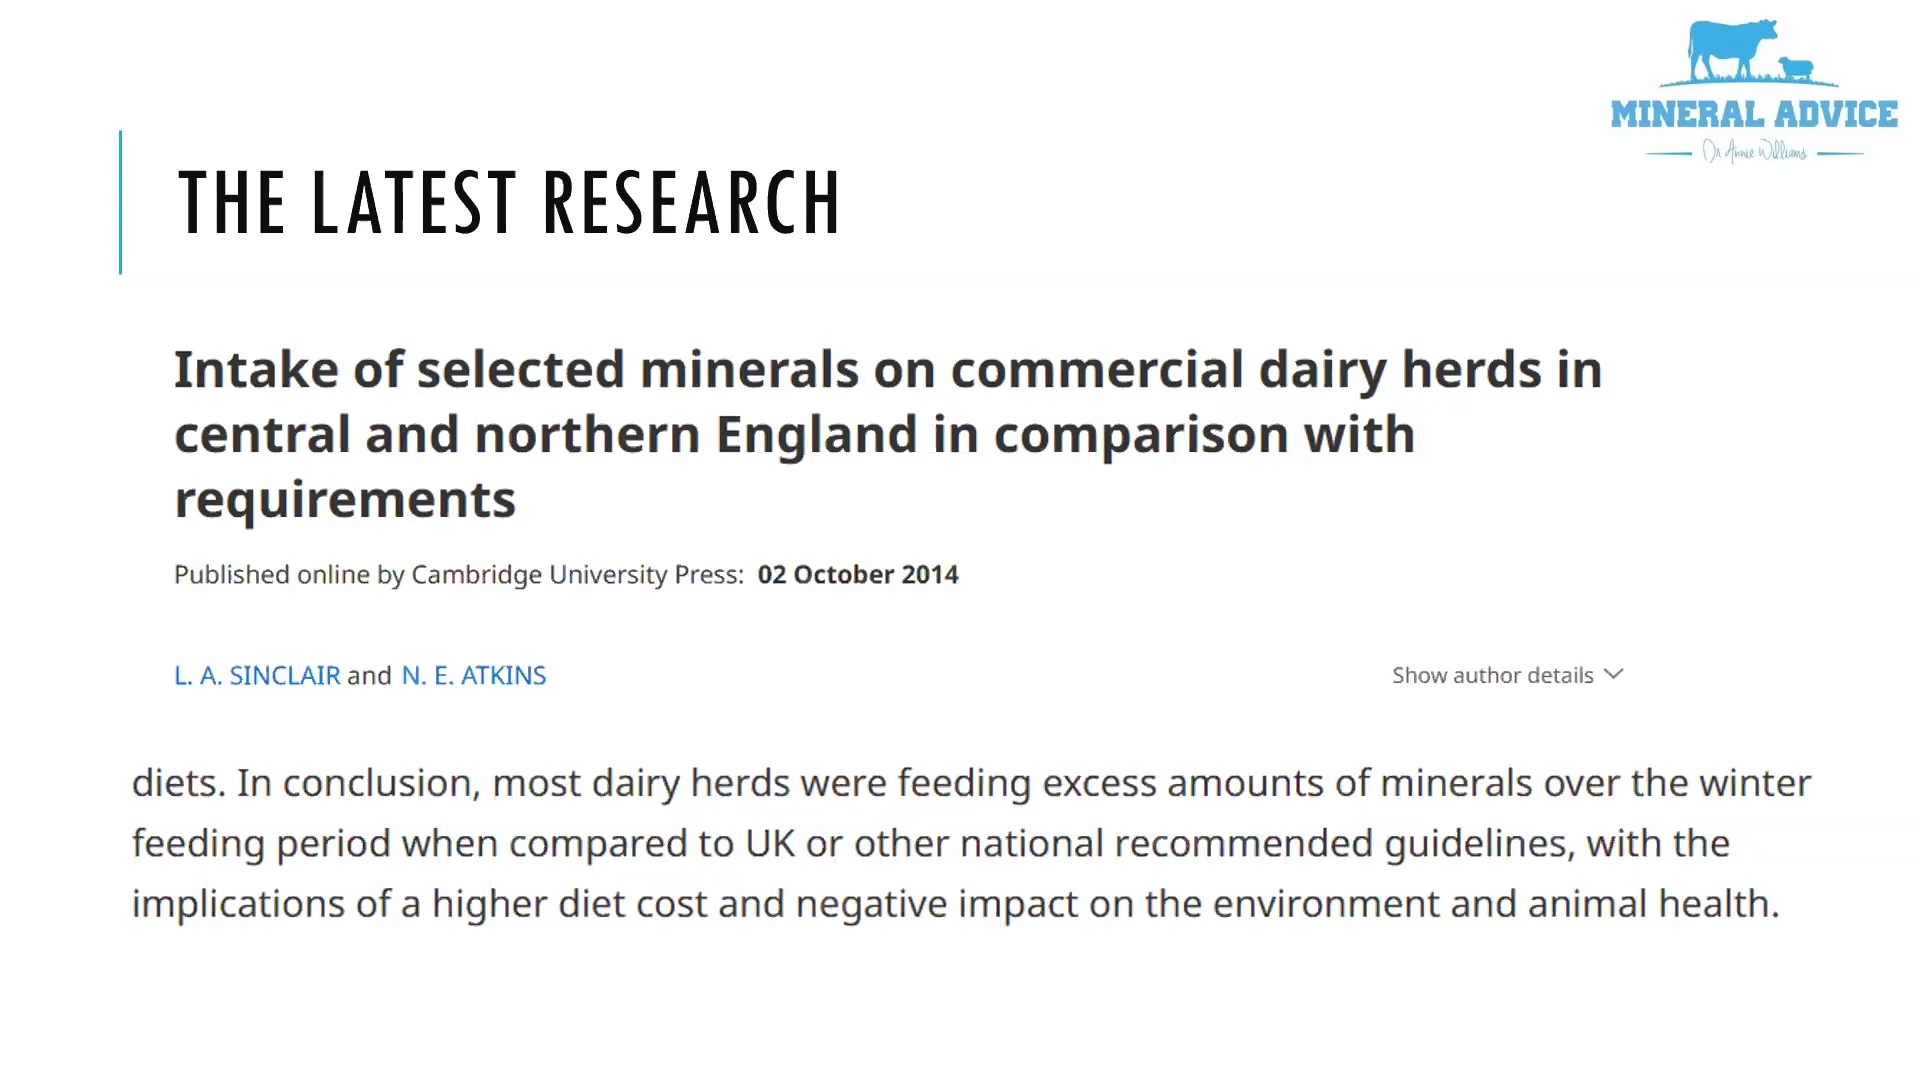 MINERAL ADVICE
Dr Annie Williams
THE LATEST RESEARCH
Intake of selected minerals on commercial dairy herds in
central and northern England in comparison with
requirements
Published online by Cambridge University Press: 02 October 2014
L. A. SINCLAIR and N. E. ATKINS
Show author details
diets. In conclusion, most dairy herds were feeding excess amounts of minerals over the winter
feeding period when compared to UK or other national recommended guidelines, with the
implications of a higher diet cost and negative impact on the environment and animal health.